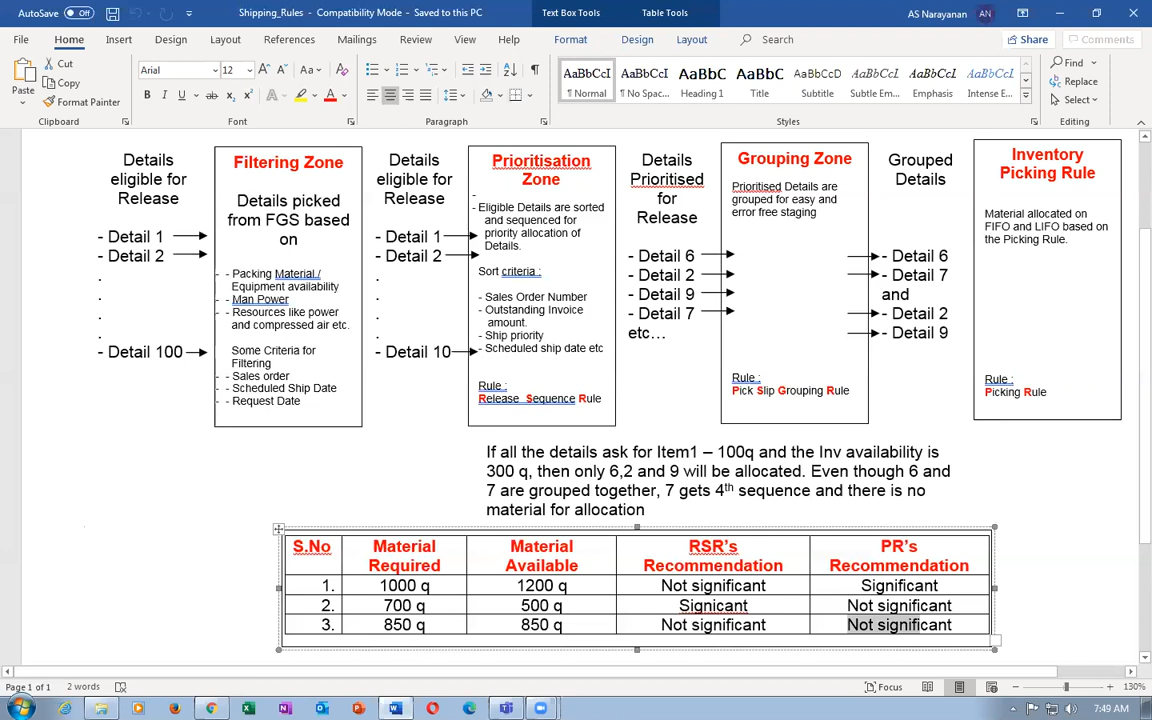 AutoSave Off Shipping_Rules - Compatibility Mode - Saved to this PC Text Box Tools Table Tools AS Narayanan AN
File Home Insert Design Layout References Mailings Review View Help Format Design Layout Search Share Comments
Paste Cut Copy Format Painter
Clipboard
Arial 12
Font
Paragraph
AaBbCcI AaBbCcI AaBbC AaBbC AaBbCcD AaBbCcI AaBbCcI AaBbCcI
¶ Normal ¶ No Spac... Heading 1 Title Subtitle Subtle Em... Emphasis Intense E...
Styles
Find
Replace
Select
Editing
Details
eligible for
Release
- Detail 1
- Detail 2
.
.
.
.
- Detail 100
Filtering Zone
Details picked
from FGS based
on
- - Packing Material /
Equipment availability
- - Man Power
- - Resources like power
and compressed air etc.
Some Criteria for
Filtering
- - Sales order
- - Scheduled Ship Date
- - Request Date
Details
eligible for
Release
- Detail 1
- Detail 2
.
.
.
.
- Detail 10
Prioritisation
Zone
-
- Eligible Details are sorted
and sequenced for
priority allocation of
Details.
Sort criteria :
- Sales Order Number
- Outstanding Invoice
amount.
- Ship priority
- Scheduled ship date etc
Rule :
Release Sequence Rule
Details
Prioritised
for
Release
- Detail 6
- Detail 2
- Detail 9
- Detail 7
etc…
Grouping Zone
Prioritised Details are
grouped for easy and
error free staging
Rule :
Pick Slip Grouping Rule
Grouped
Details
- Detail 6
- Detail 7
and
- Detail 2
- Detail 9
Inventory
Picking Rule
Material allocated on
FIFO and LIFO based on
the Picking Rule.
Rule :
Picking Rule
If all the details ask for Item1 – 100q and the Inv availability is
300 q, then only 6,2 and 9 will be allocated. Even though 6 and
7 are grouped together, 7 gets 4th sequence and there is no
material for allocation
S.No Material Required Material Available RSR's Recommendation PR's Recommendation
1. 1000 q 1200 q Not significant Significant
2. 700 q 500 q Signicant Not significant
3. 850 q 850 q Not significant Not significant
Page 1 of 1 2 words Focus 130%
7:49 AM